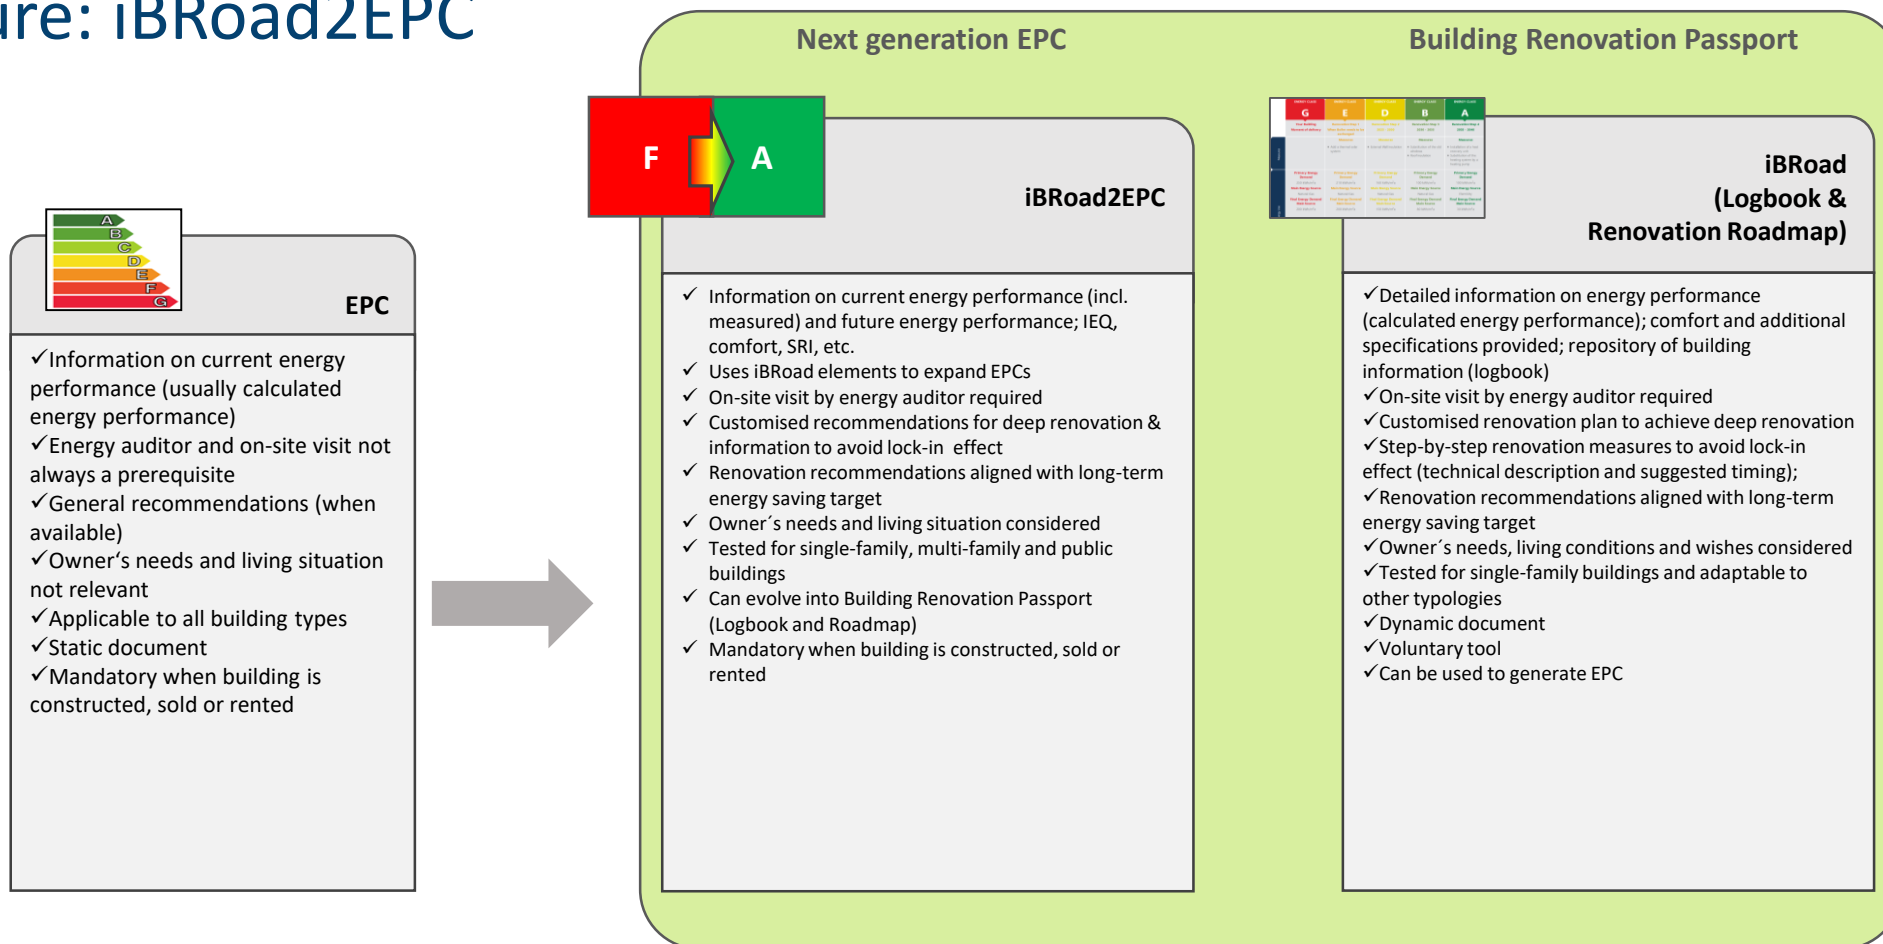 ure: iBRoad2EPC
Next generation EPC
Building Renovation Passport
A
B
C
D
E
F
G
EPC
✓Information on current energy
performance (usually calculated
energy performance)
✓Energy auditor and on-site visit not
always a prerequisite
✓General recommendations (when
available)
✓Owner‘s needs and living situation
not relevant
✓Applicable to all building types
✓Static document
✓Mandatory when building is
constructed, sold or rented
F
A
iBRoad2EPC
✓ Information on current energy performance (incl.
measured) and future energy performance; IEQ,
comfort, SRI, etc.
✓ Uses iBRoad elements to expand EPCs
✓ On-site visit by energy auditor required
✓ Customised recommendations for deep renovation &
information to avoid lock-in effect
✓ Renovation recommendations aligned with long-term
energy saving target
✓ Owner´s needs and living situation considered
✓ Tested for single-family, multi-family and public
buildings
✓ Can evolve into Building Renovation Passport
(Logbook and Roadmap)
✓ Mandatory when building is constructed, sold or
rented
G E D B A
iBRoad
(Logbook &
Renovation Roadmap)
✓Detailed information on energy performance
(calculated energy performance); comfort and additional
specifications provided; repository of building
information (logbook)
✓On-site visit by energy auditor required
✓Customised renovation plan to achieve deep renovation
✓Step-by-step renovation measures to avoid lock-in
effect (technical description and suggested timing);
✓Renovation recommendations aligned with long-term
energy saving target
✓Owner´s needs, living conditions and wishes considered
✓Tested for single-family buildings and adaptable to
other typologies
✓Dynamic document
✓Voluntary tool
✓Can be used to generate EPC